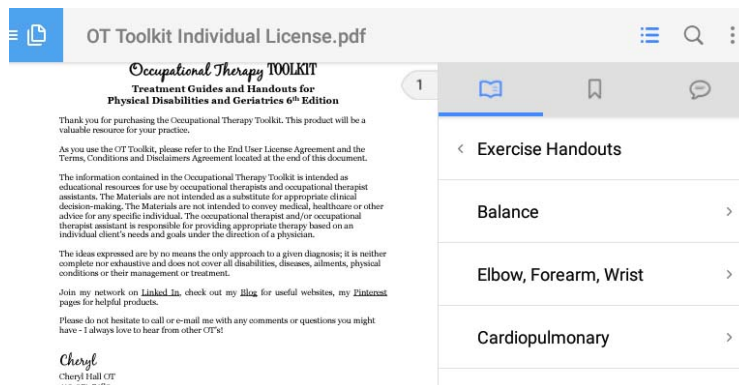 OT Toolkit Individual License.pdf
Occupational Therapy TOOLKIT
Treatment Guides and Handouts for
Physical Disabilities and Geriatrics 6th Edition
Thank you for purchasing the Occupational Therapy Toolkit. This product will be a
valuable resource for your practice.
As you use the OT Toolkit, please refer to the End User License Agreement and the
Terms, Conditions and Disclaimers Agreement located at the end of this document.
The information contained in the Occupational Therapy Toolkit is intended as
educational resources for use by occupational therapists and occupational therapist
assistants. The Materials are not intended as a substitute for appropriate clinical
decision-making. The Materials are not intended to convey medical, healthcare or other
advice for any specific individual. The occupational therapist and/or occupational
therapist assistant is responsible for providing appropriate therapy based on an
individual client's needs and goals under the direction of a physician.
The ideas expressed are by no means the only approach to a given diagnosis; it is neither
complete nor exhaustive and does not cover all disabilities, diseases, ailments, physical
conditions or their management or treatment.
Join my network on Linked In, check out my Blog for useful websites, my Pinterest
pages for helpful products.
Please do not hesitate to call or e-mail me with any comments or questions you might
have - I always love to hear from other OT's!
Cheryl
Cheryl Hall OT
1
Exercise Handouts
Balance
Elbow, Forearm, Wrist
Cardiopulmonary